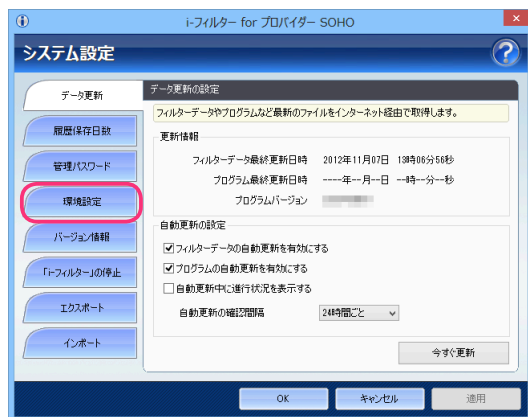 i-フィルター for プロバイダー SOHO
システム設定
データ更新
履歴保存日数
管理パスワード
環境設定
バージョン情報
「i-フィルター」の停止
エクスポート
インポート
データ更新の設定
フィルターデータやプログラムなど最新のファイルをインターネット経由で取得します。
更新情報
フィルターデータ最終更新日時 2012年11月07日 13時06分56秒
プログラム最終更新日時 ----年--月--日 --時--分--秒
プログラムバージョン
自動更新の設定
フィルターデータの自動更新を有効にする
プログラムの自動更新を有効にする
自動更新中に進行状況を表示する
自動更新の確認間隔 24時間ごと
今すぐ更新
OK キャンセル 適用